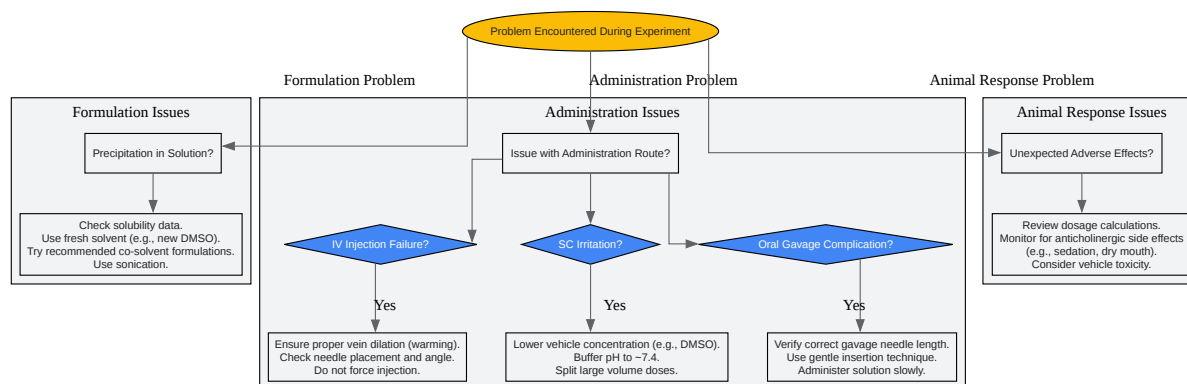 Problem Encountered During Experiment
Formulation Problem
Administration Problem
Animal Response Problem
Formulation Issues
Precipitation in Solution?
Check solubility data.
Use fresh solvent (e.g., new DMSO).
Try recommended co-solvent formulations.
Use sonication.
Administration Issues
Issue with Administration Route?
IV Injection Failure?
SC Irritation?
Oral Gavage Complication?
Yes
Yes
Yes
Ensure proper vein dilation (warming).
Check needle placement and angle.
Do not force injection.
Lower vehicle concentration (e.g., DMSO).
Buffer pH to ~7.4.
Split large volume doses.
Verify correct gavage needle length.
Use gentle insertion technique.
Administer solution slowly.
Animal Response Issues
Unexpected Adverse Effects?
Review dosage calculations.
Monitor for anticholinergic side effects
(e.g., sedation, dry mouth).
Consider vehicle toxicity.